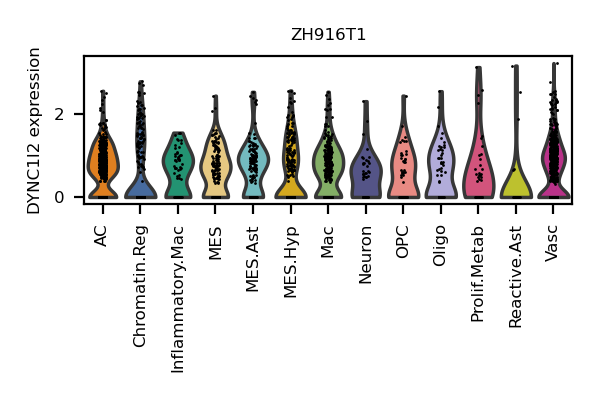 ZH916T1
DYNC1I2 expression
2
0
AC
Chromatin.Reg
Inflammatory.Mac
MES
MES.Ast
MES.Hyp
Mac
Neuron
OPC
Oligo
Prolif.Metab
Reactive.Ast
Vasc